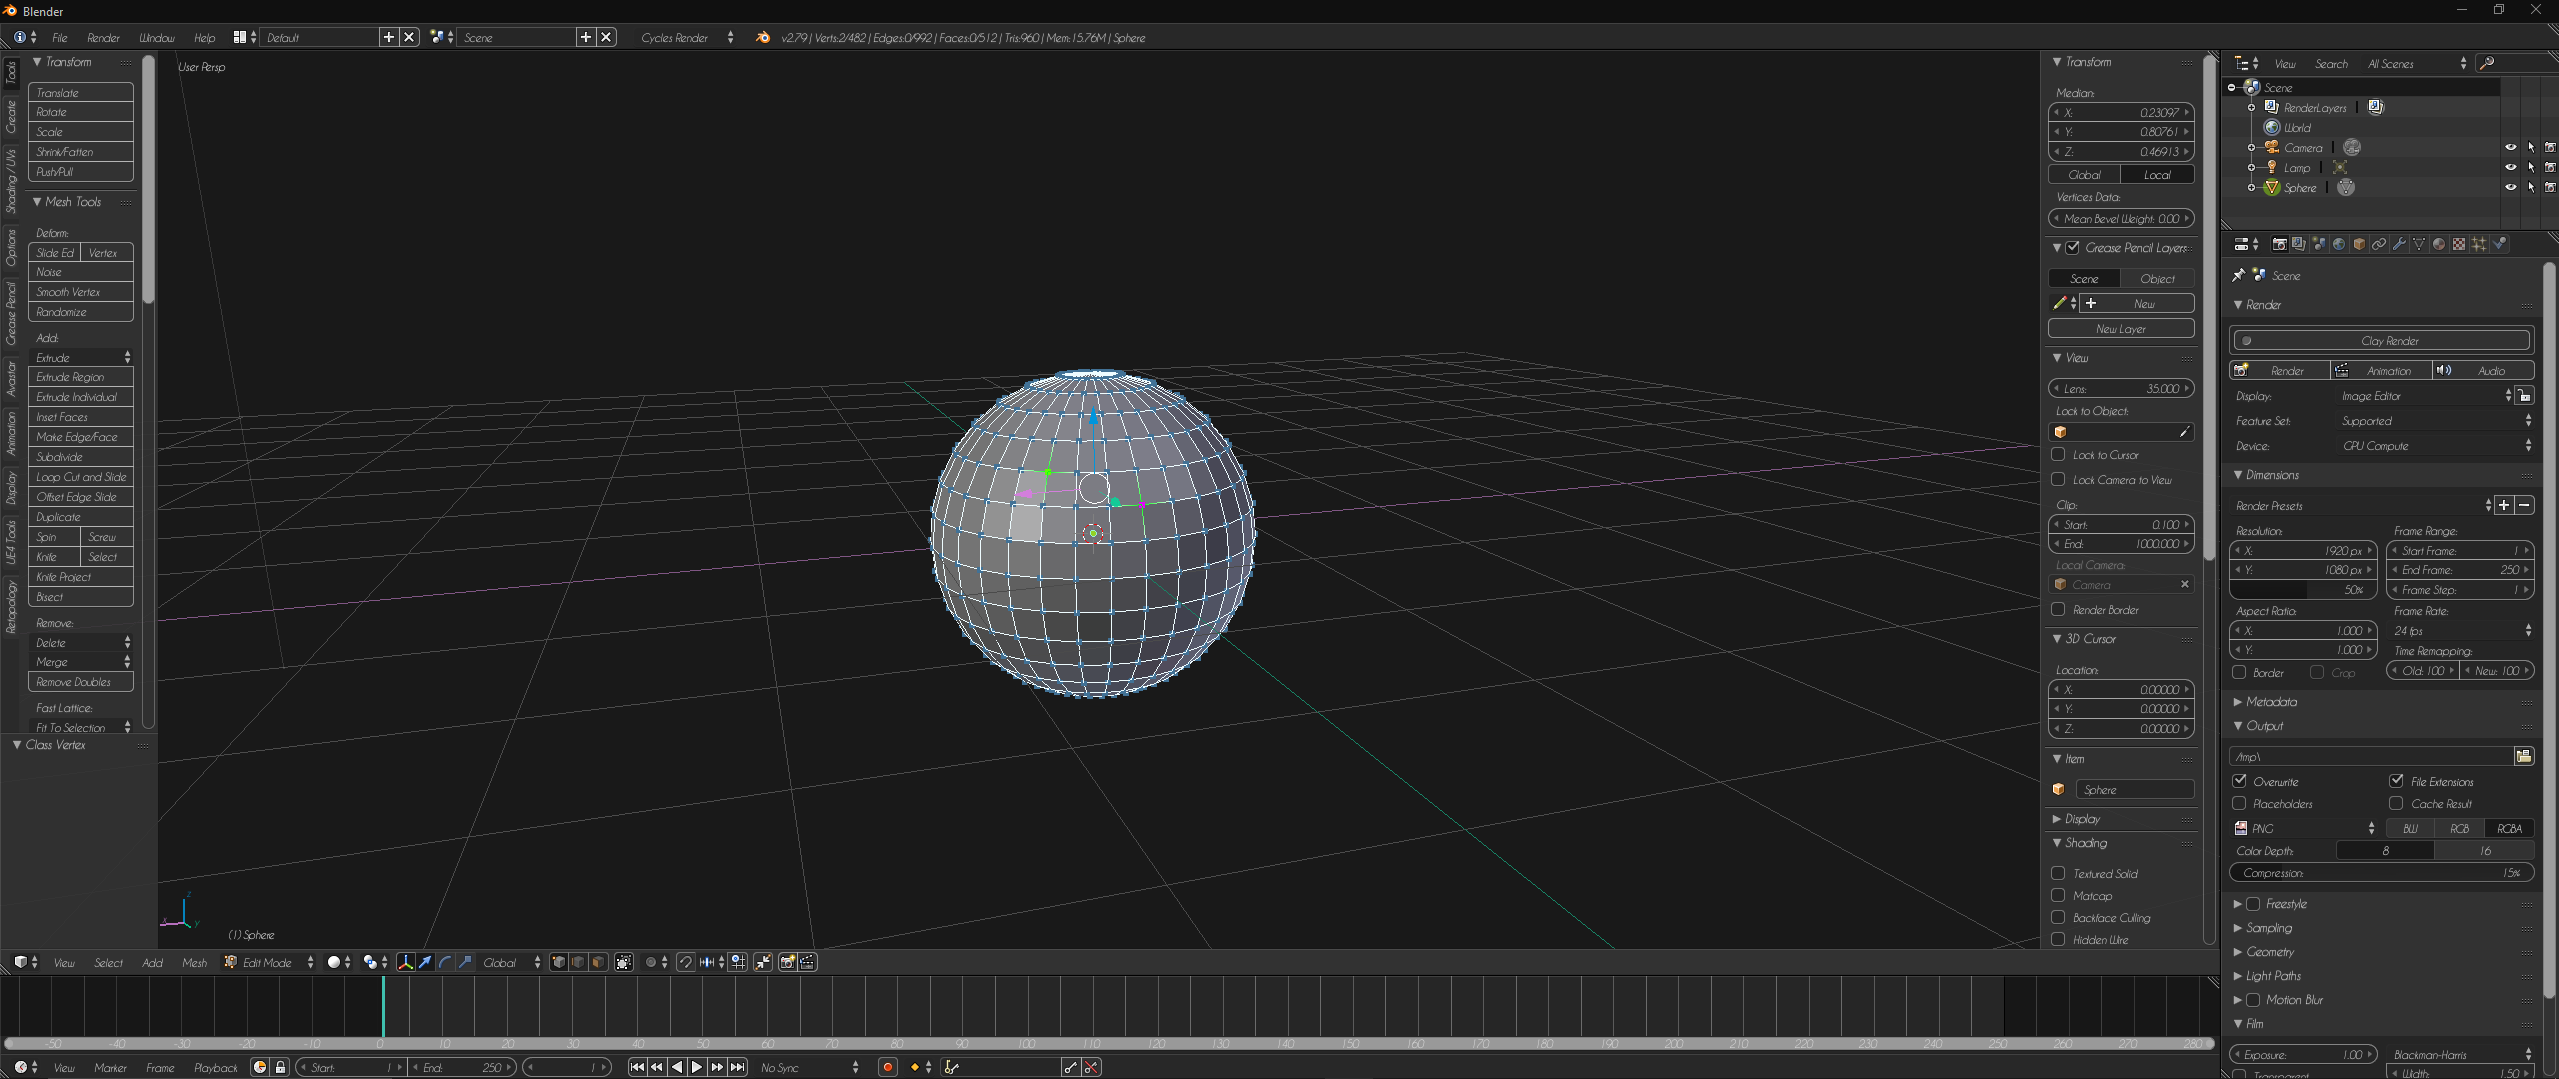 Blender
File Render Window Help Default Scene Cycles Render v2.79 | Verts:2/482 | Edges:0/992 | Faces:0/512 | Tris:960 | Mem:15.76M | Sphere
Tools
Create
Shading / UVs
Options
Grease Pencil
Avastar
Animation
Display
UE4 Tools
Retopology
Transform
Translate
Rotate
Scale
Shrink/Fatten
Push/Pull
Mesh Tools
Deform:
Slide Ed Vertex
Noise
Smooth Vertex
Randomize
Add:
Extrude
Extrude Region
Extrude Individual
Inset Faces
Make Edge/Face
Subdivide
Loop Cut and Slide
Offset Edge Slide
Duplicate
Spin Screw
Knife Select
Knife Project
Bisect
Remove:
Delete
Merge
Remove Doubles
Fast Lattice:
Fit To Selection
Class Vertex
User Persp
(1) Sphere
X Y Z
Transform
Median:
X: 0.23097
Y: 0.80761
Z: 0.46913
Global Local
Vertices Data:
Mean Bevel Weight: 0.00
Grease Pencil Layers
Scene Object
New
New Layer
View
Lens: 35.000
Lock to Object:
Lock to Cursor
Lock Camera to View
Clip:
Start: 0.100
End: 1000.000
Local Camera:
Camera
Render Border
3D Cursor
Location:
X: 0.00000
Y: 0.00000
Z: 0.00000
Item
Sphere
Display
Shading
Textured Solid
Matcap
Backface Culling
Hidden Wire
View Search All Scenes
Scene
RenderLayers |
World
Camera |
Lamp |
Sphere |
Scene
Render
Clay Render
Render Animation Audio
Display: Image Editor
Feature Set: Supported
Device: GPU Compute
Dimensions
Render Presets
Resolution: Frame Range:
X: 1920 px Start Frame: 1
Y: 1080 px End Frame: 250
50% Frame Step: 1
Aspect Ratio: Frame Rate:
X: 1.000 24 fps
Y: 1.000 Time Remapping:
Border Crop Old: 100 New: 100
Metadata
Output
/tmp\
Overwrite File Extensions
Placeholders Cache Result
PNG BW RGB RGBA
Color Depth: 8 16
Compression: 15%
Freestyle
Sampling
Geometry
Light Paths
Motion Blur
Film
Exposure: 1.00 Blackman-Harris
Transparent Width: 1.50
View Select Add Mesh Edit Mode Global
-50 -40 -30 -20 -10 0 10 20 30 40 50 60 70 80 90 100 110 120 130 140 150 160 170 180 190 200 210 220 230 240 250 260 270 280
View Marker Frame Playback Start: 1 End: 250 1 No Sync